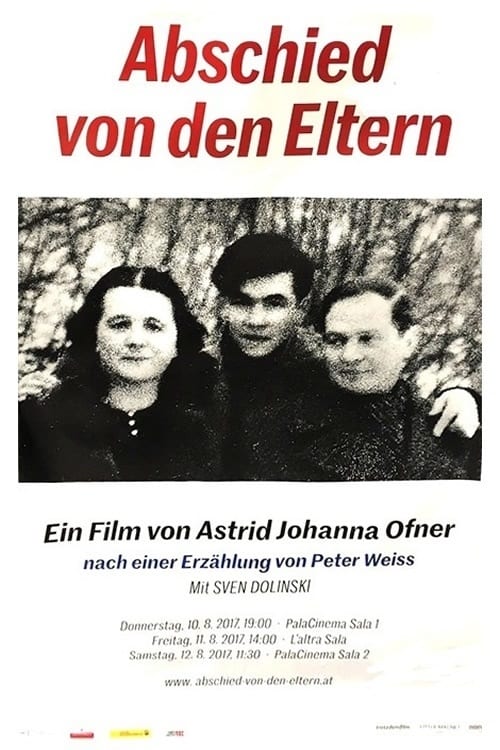 Abschied
von den Eltern
Ein Film von Astrid Johanna Ofner
nach einer Erzählung von Peter Weiss
Mit SVEN DOLINSKI
Donnerstag, 10. 8. 2017, 19:00 · PalaCinema Sala 1
Freitag, 11. 8. 2017, 14:00 · L'altra Sala
Samstag, 12. 8. 2017, 11:30 · PalaCinema Sala 2
www. abschied-von-den-eltern.at